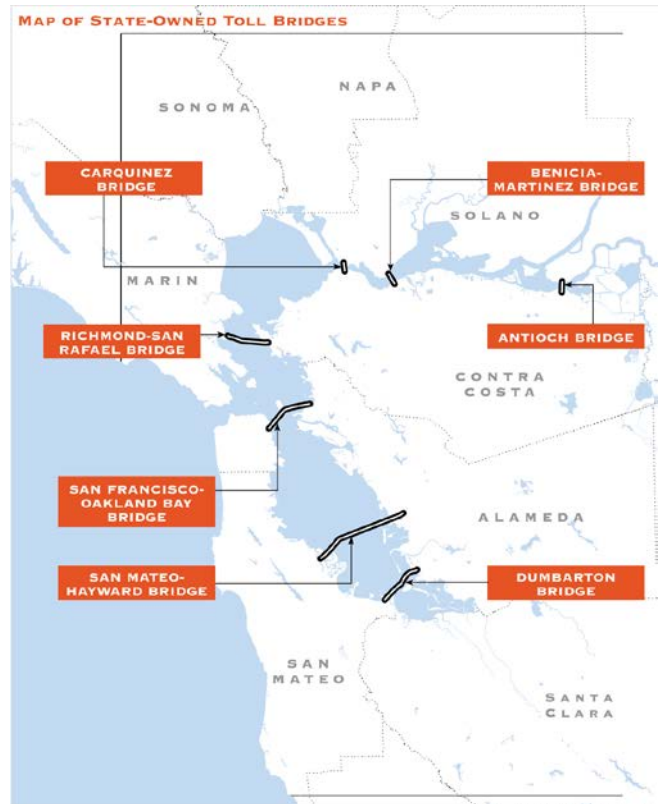 MAP OF STATE-OWNED TOLL BRIDGES
NAPA
SONOMA
CARQUINEZ
BRIDGE
BENICIA-
MARTINEZ BRIDGE
SOLANO
MARIN
RICHMOND-SAN
RAFAEL BRIDGE
ANTIOCH BRIDGE
CONTRA
COSTA
SAN FRANCISCO-
OAKLAND BAY
BRIDGE
ALAMEDA
SAN MATEO-
HAYWARD BRIDGE
DUMBARTON
BRIDGE
SAN
MATEO
SANTA
CLARA